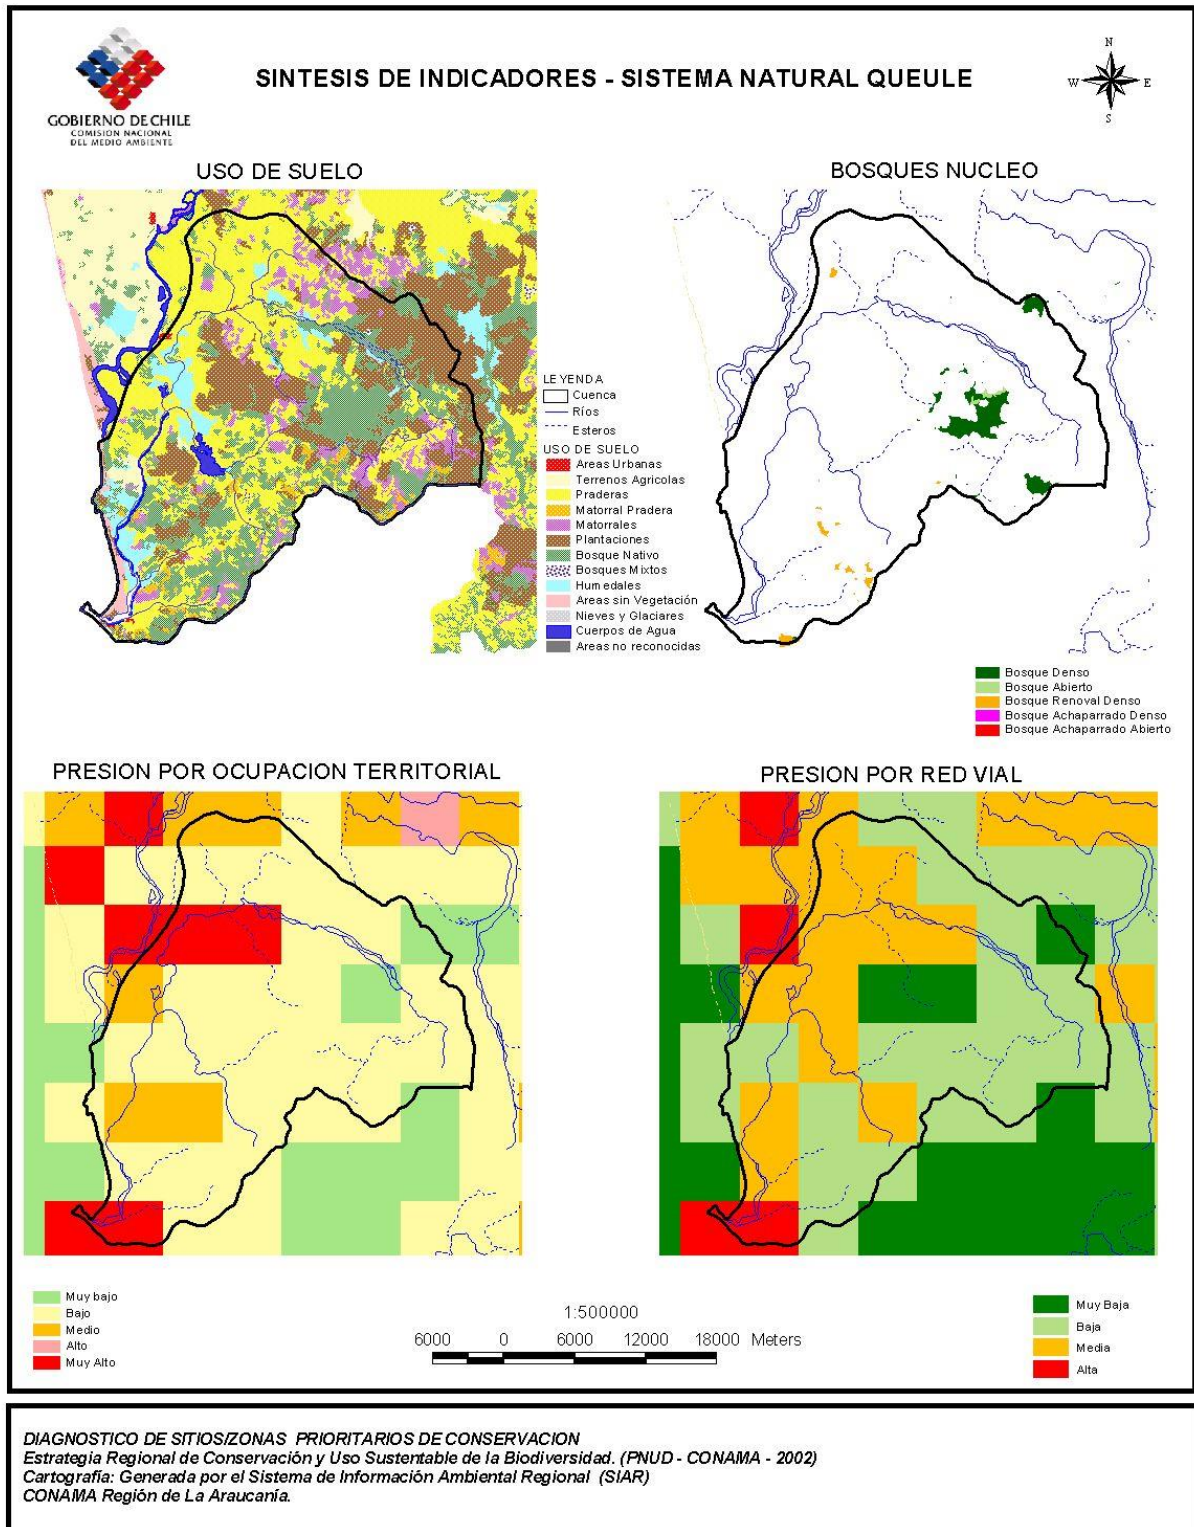 SINTESIS DE INDICADORES - SISTEMA NATURAL QUEULE
N
W E
S
GOBIERNO DE CHILE
COMISION NACIONAL
DEL MEDIO AMBIENTE
USO DE SUELO
BOSQUES NUCLEO
LEYENDA
Cuenca
Ríos
Esteros
USO DE SUELO
Areas Urbanas
Terrenos Agricolas
Praderas
Matorral Pradera
Matorrales
Plantaciones
Bosque Nativo
Bosques Mixtos
Humedales
Areas sin Vegetación
Nieves y Glaciares
Cuerpos de Agua
Areas no reconocidas
Bosque Denso
Bosque Abierto
Bosque Renoval Denso
Bosque Achaparrado Denso
Bosque Achaparrado Abierto
PRESION POR OCUPACION TERRITORIAL
PRESION POR RED VIAL
Muy bajo
Bajo
Medio
Alto
Muy Alto
1:500000
6000 0 6000 12000 18000 Meters
Muy Baja
Baja
Media
Alta
DIAGNOSTICO DE SITIOS/ZONAS PRIORITARIOS DE CONSERVACION
Estrategia Regional de Conservación y Uso Sustentable de la Biodiversidad. (PNUD - CONAMA - 2002)
Cartografía: Generada por el Sistema de Información Ambiental Regional (SIAR)
CONAMA Región de La Araucanía.